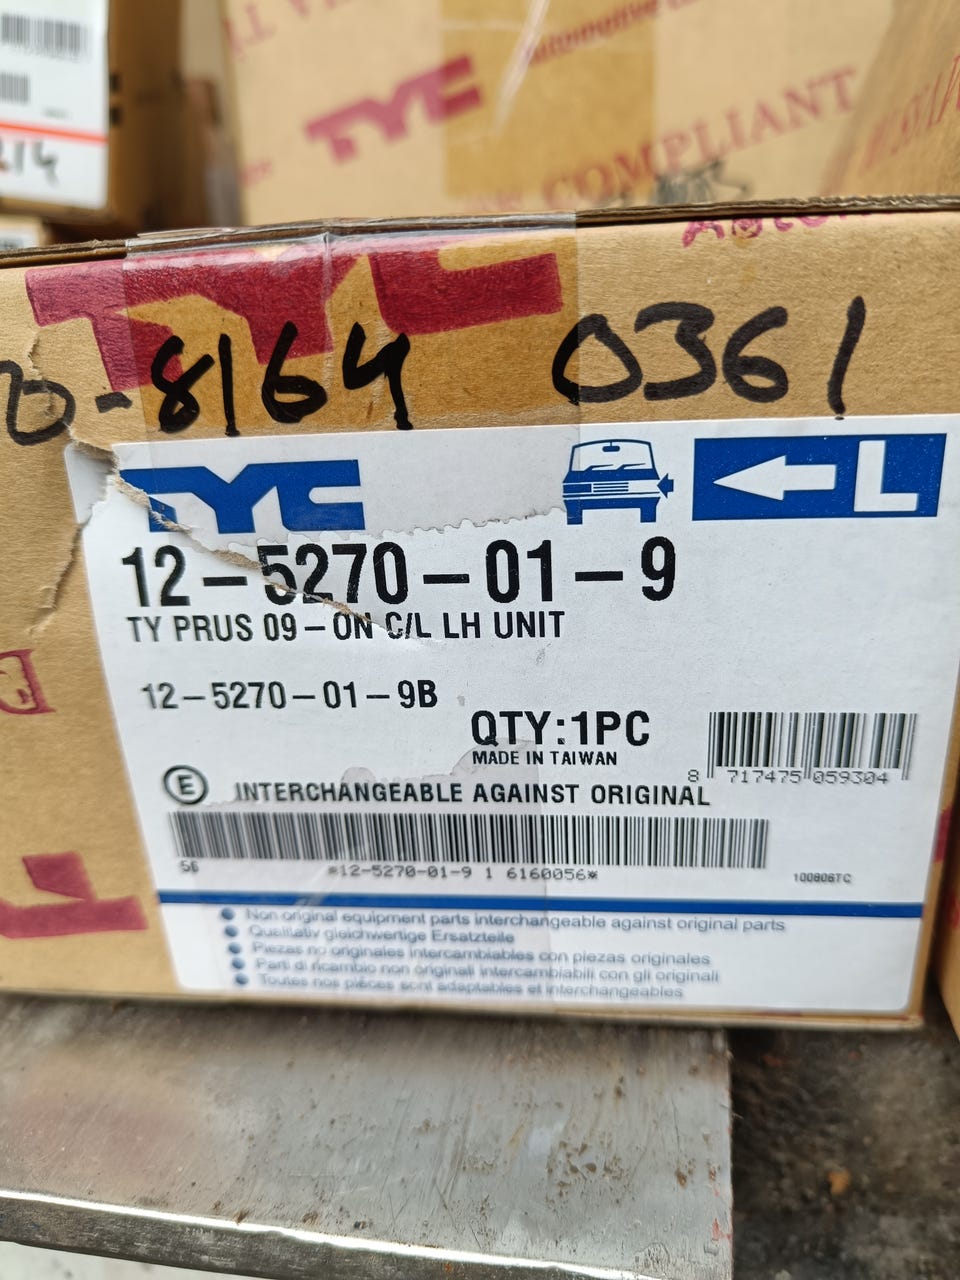 TYC
COMPLIANT
214
TYC
-8164 0361
TYC
L
12-5270-01-9
TY PRUS 09-ON C/L LH UNIT
12-5270-01-9B
QTY:1PC
MADE IN TAIWAN
8 717475 059304
E INTERCHANGEABLE AGAINST ORIGINAL
56
*12-5270-01-9 1 6160056*
100806TC
Non original equipment parts interchangeable against original parts
Qualitativ gleichwertige Ersatzteile
Piezas no originales intercambiables con piezas originales
Parti di ricambio non originali intercambiabili con gli originali
Toutes nos pièces sont adaptables et interchangeables